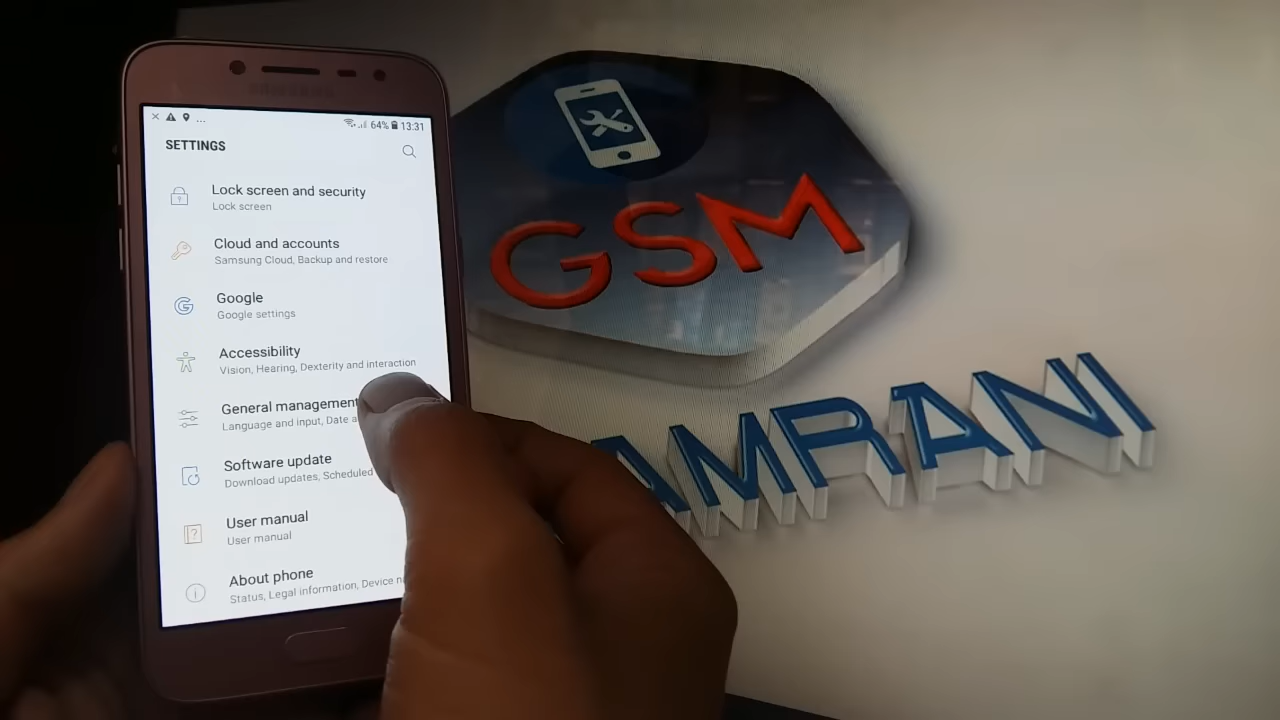 SAMSUNG
64% 13:31
SETTINGS
Lock screen and security
Lock screen
Cloud and accounts
Samsung Cloud, Backup and restore
Google
Google settings
Accessibility
Vision, Hearing, Dexterity and interaction
General management
Language and input, Date a
Software update
Download updates, Scheduled
User manual
User manual
About phone
Status, Legal information, Device n
GSM
AMRANI